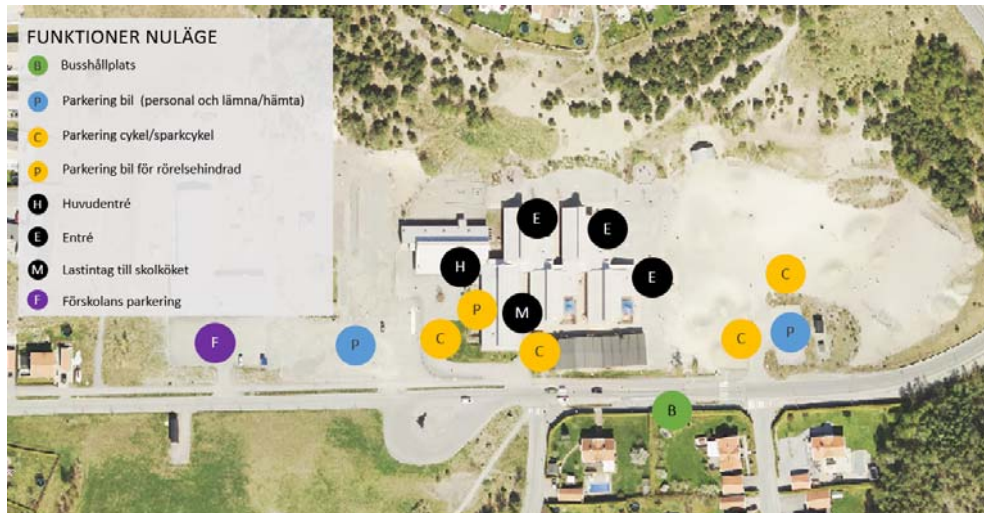 FUNKTIONER NULÄGE
B Busshållplats
P Parkering bil (personal och lämna/hämta)
C Parkering cykel/sparkcykel
P Parkering bil för rörelsehindrad
H Huvudentré
E Entré
M Lastintag till skolköket
F Förskolans parkering
E
E
H
E
C
P
M
F
P
C
C
C
P
B